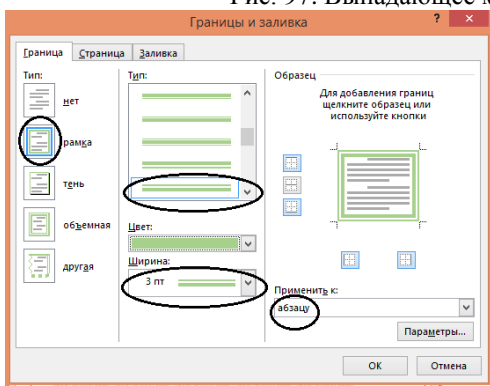 Рис. 97. Выпадающее
Границы и заливка
? ×
Граница Страница Заливка
Тип:
нет
рамка
тень
объемная
другая
Тип:
Цвет:
Ширина:
3 пт
Образец
Для добавления границ
щелкните образец или
используйте кнопки
Применить к:
абзацу
Параметры...
ОК Отмена